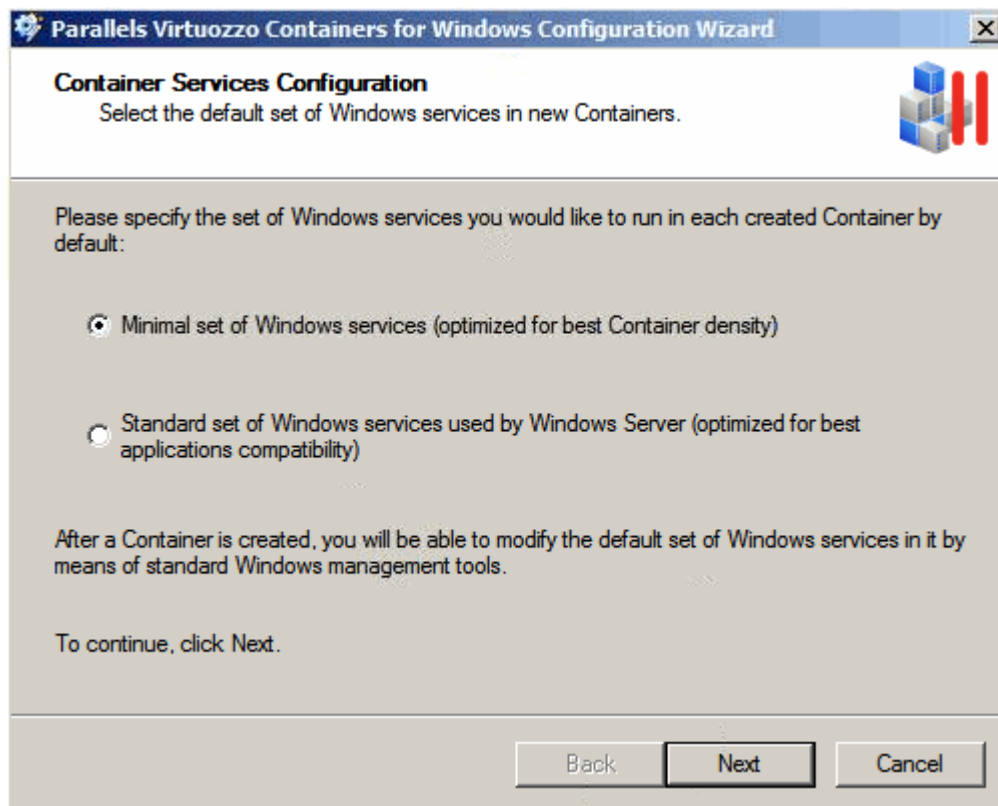 Parallels Virtuozzo Containers for Windows Configuration Wizard
Container Services Configuration
Select the default set of Windows services in new Containers.
Please specify the set of Windows services you would like to run in each created Container by
default:
Minimal set of Windows services (optimized for best Container density)
Standard set of Windows services used by Windows Server (optimized for best
applications compatibility)
After a Container is created, you will be able to modify the default set of Windows services in it by
means of standard Windows management tools.
To continue, click Next.
Back
Next
Cancel